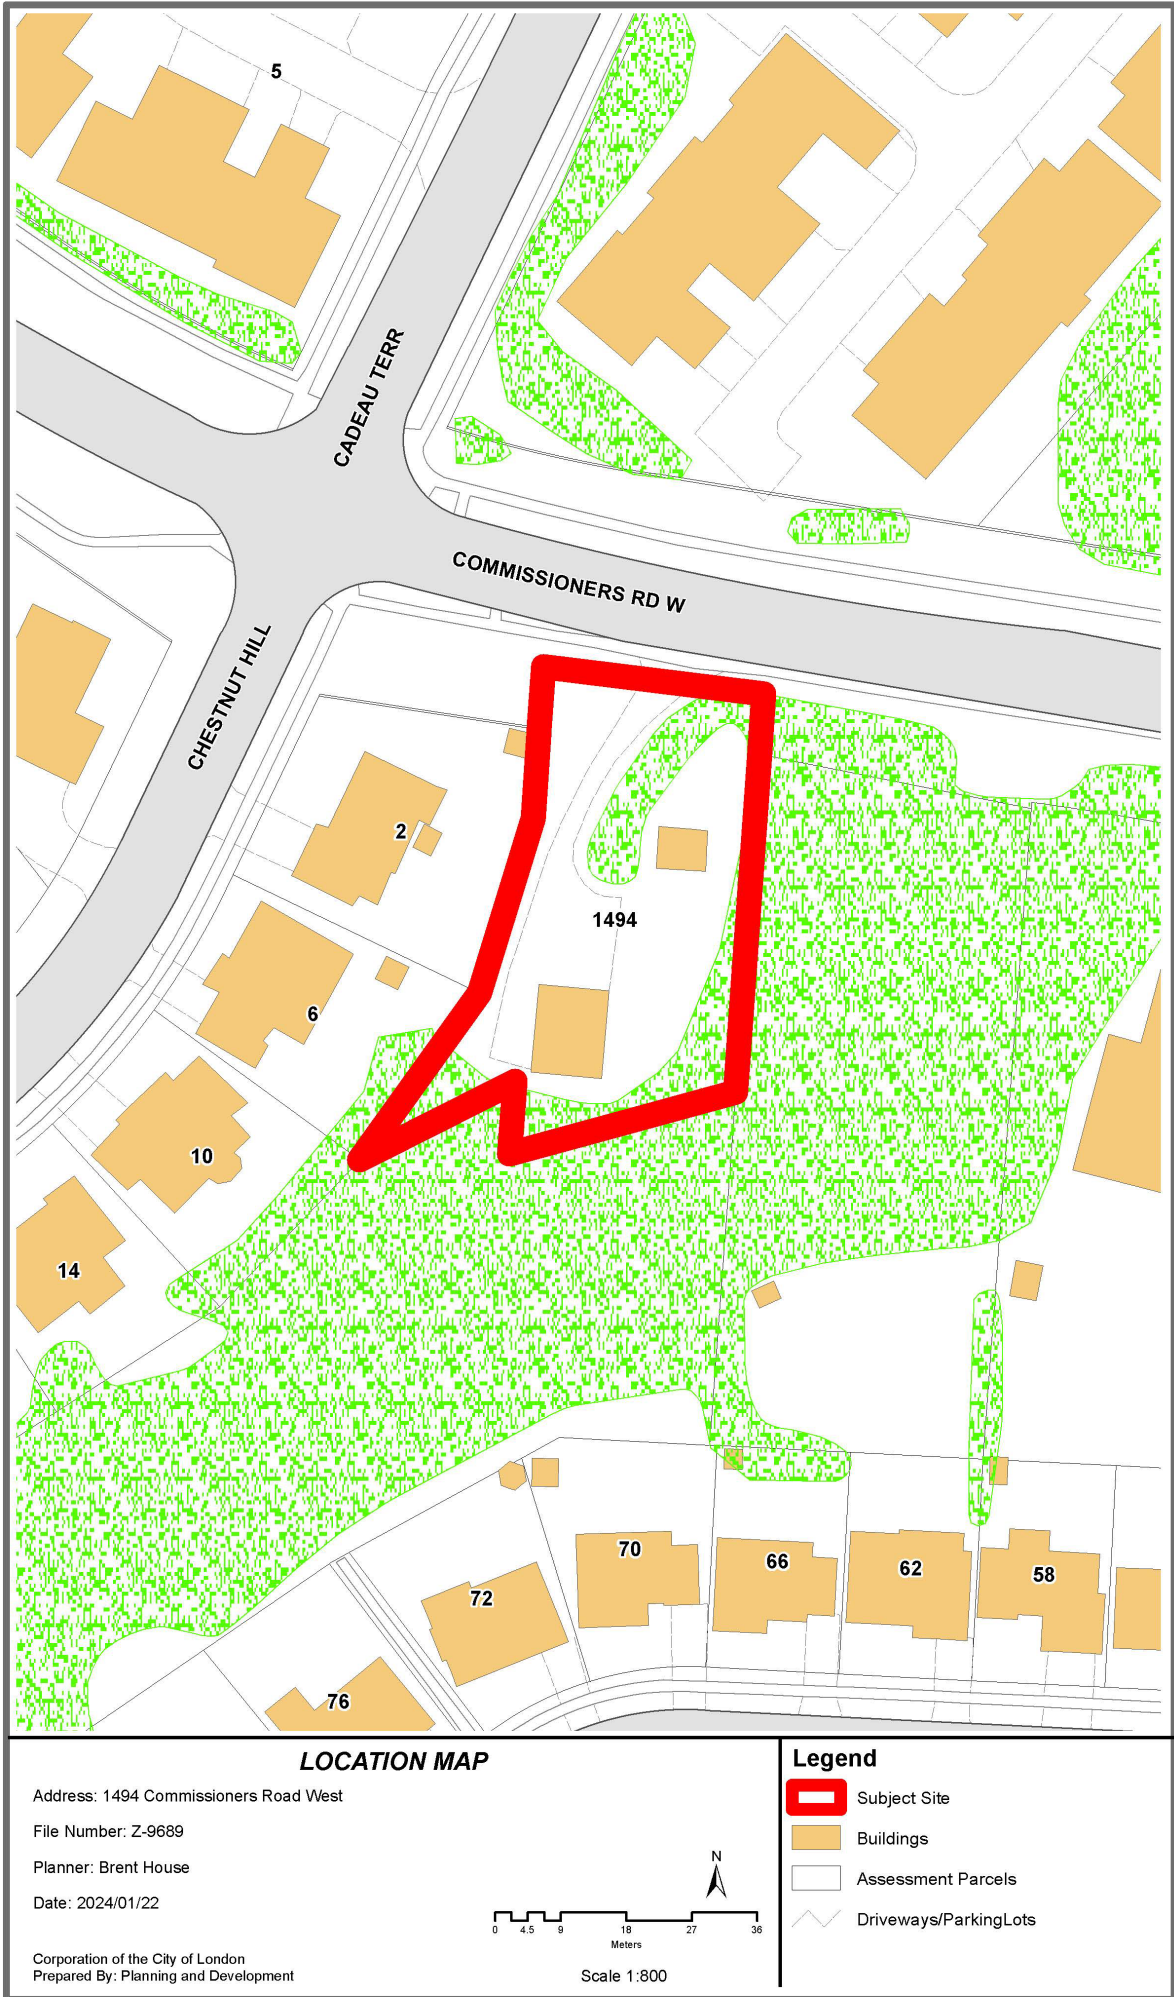 5
CADEAU TERR
COMMISSIONERS RD W
CHESTNUT HILL
2
1494
6
10
14
70
66
62
58
72
76
LOCATION MAP
Address: 1494 Commissioners Road West
File Number: Z-9689
Planner: Brent House
Date: 2024/01/22
Corporation of the City of London
Prepared By: Planning and Development
N
0 4.5 9 18 27 36
Meters
Scale 1:800
Legend
Subject Site
Buildings
Assessment Parcels
Driveways/ParkingLots